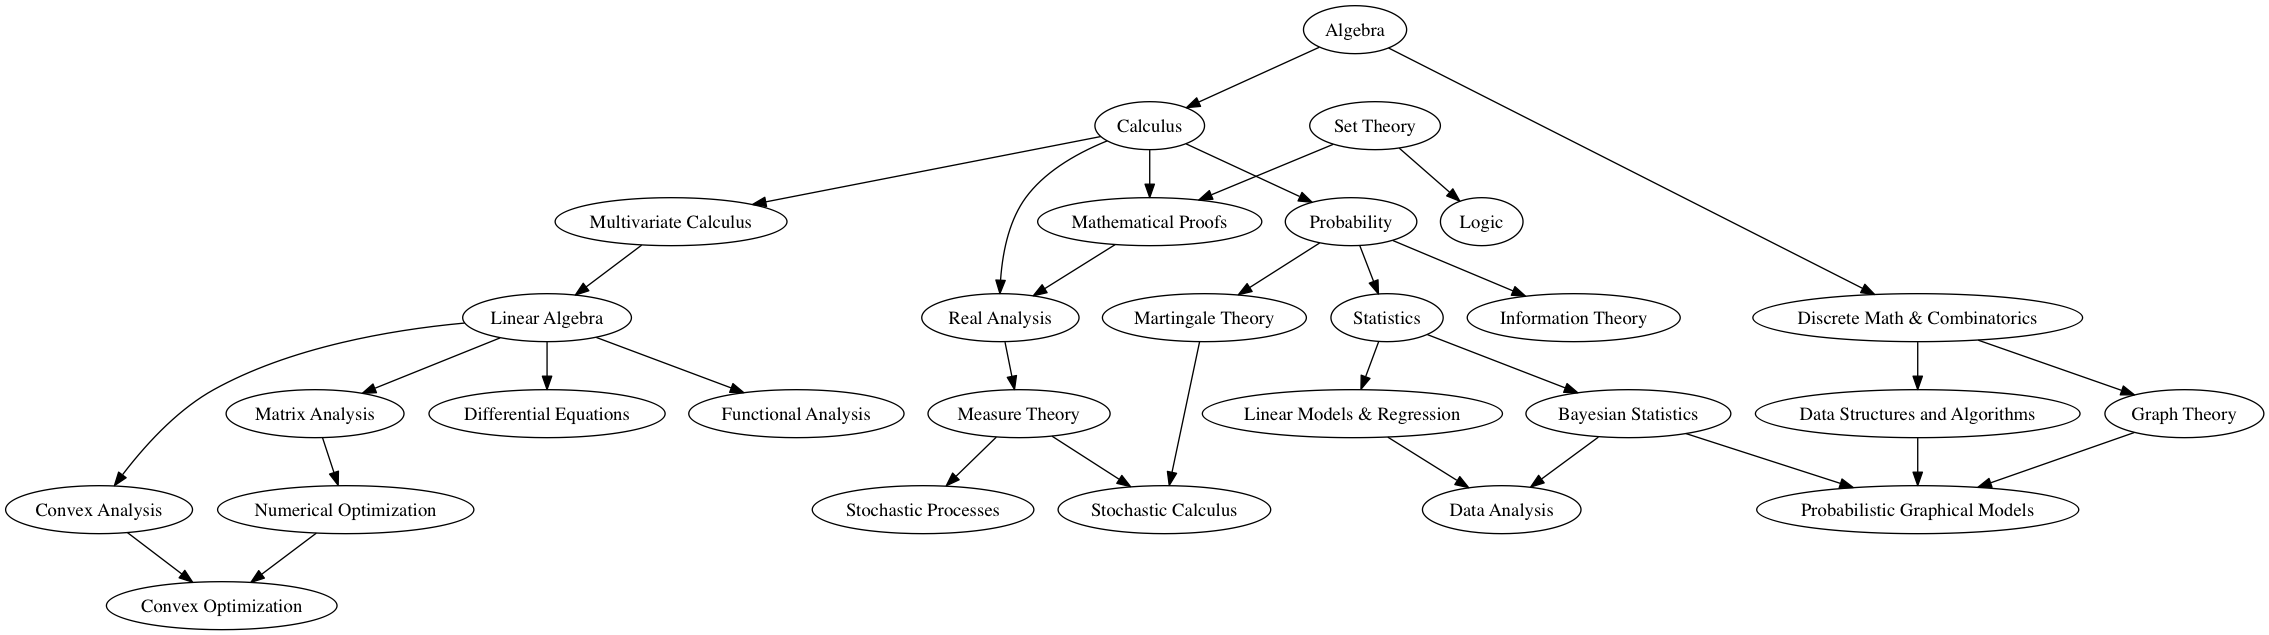 Algebra
Calculus
Set Theory
Multivariate Calculus
Mathematical Proofs
Probability
Logic
Linear Algebra
Real Analysis
Martingale Theory
Statistics
Information Theory
Discrete Math & Combinatorics
Matrix Analysis
Differential Equations
Functional Analysis
Measure Theory
Linear Models & Regression
Bayesian Statistics
Data Structures and Algorithms
Graph Theory
Convex Analysis
Numerical Optimization
Stochastic Processes
Stochastic Calculus
Data Analysis
Probabilistic Graphical Models
Convex Optimization